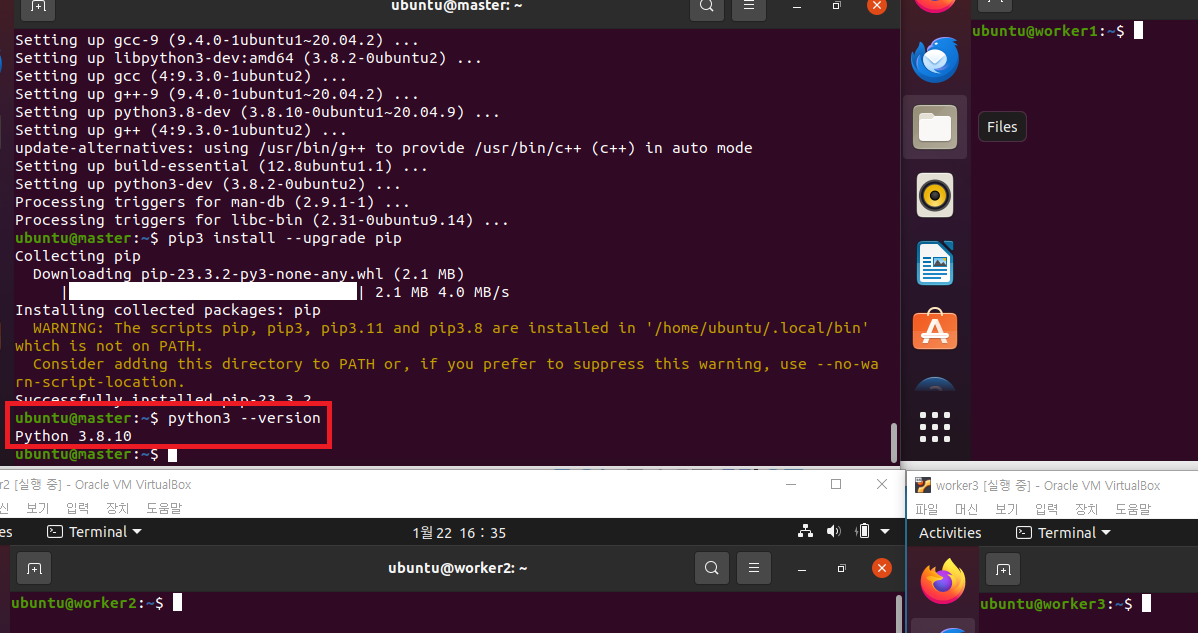 ubuntu@master: ~
Setting up gcc-9 (9.4.0-1ubuntu1~20.04.2) ...
Setting up libpython3-dev:amd64 (3.8.2-0ubuntu2) ...
Setting up gcc (4:9.3.0-1ubuntu2) ...
Setting up g++-9 (9.4.0-1ubuntu1~20.04.2) ...
Setting up python3.8-dev (3.8.10-0ubuntu1~20.04.9) ...
Setting up g++ (4:9.3.0-1ubuntu2) ...
update-alternatives: using /usr/bin/g++ to provide /usr/bin/c++ (c++) in auto mode
Setting up build-essential (12.8ubuntu1.1) ...
Setting up python3-dev (3.8.2-0ubuntu2) ...
Processing triggers for man-db (2.9.1-1) ...
Processing triggers for libc-bin (2.31-0ubuntu9.14) ...
ubuntu@master:~$ pip3 install --upgrade pip
Collecting pip
Downloading pip-23.3.2-py3-none-any.whl (2.1 MB)
| | 2.1 MB 4.0 MB/s
Installing collected packages: pip
WARNING: The scripts pip, pip3, pip3.11 and pip3.8 are installed in '/home/ubuntu/.local/bin'
which is not on PATH.
Consider adding this directory to PATH or, if you prefer to suppress this warning, use --no-wa
rn-script-location.
Successfully installed pip-23.3.2
ubuntu@master:~$ python3 --version
Python 3.8.10
ubuntu@master:~$
ubuntu@worker1:~$
Files
r2 [실행 중] - Oracle VM VirtualBox
신 보기 입력 장치 도움말
es Terminal 1월 22 16：35
ubuntu@worker2: ~
ubuntu@worker2:~$
worker3 [실행 중] - Oracle VM VirtualBox
파일 머신 보기 입력 장치 도움말
Activities Terminal
ubuntu@worker3:~$